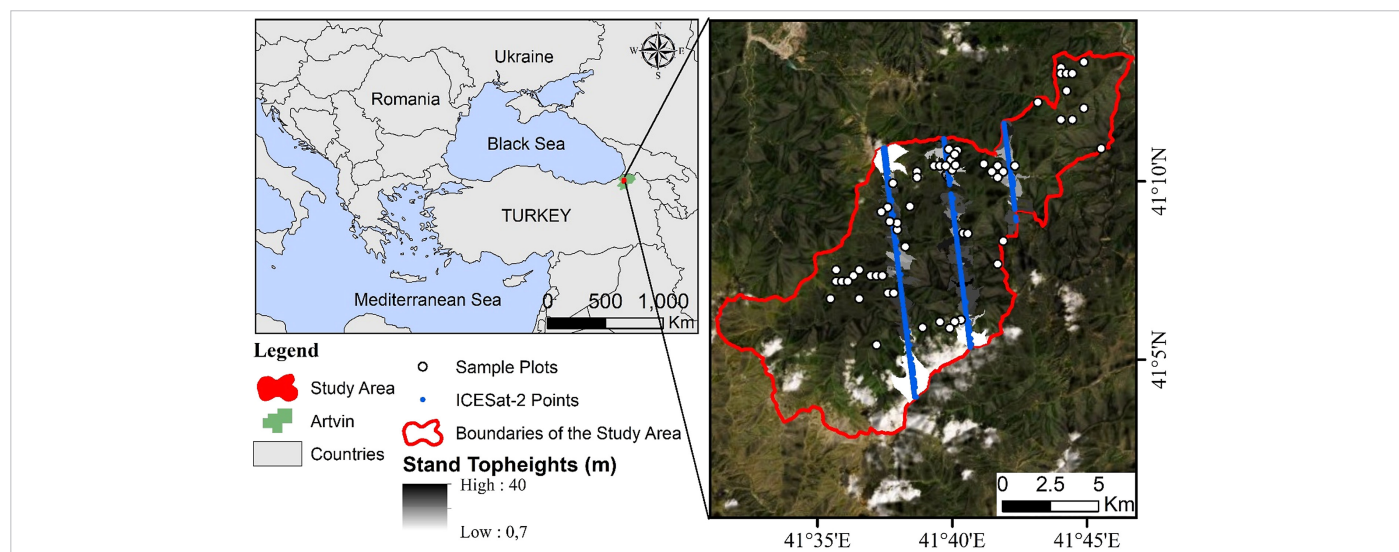 N
W E
S
Ukraine
Romania
Black Sea
TURKEY
Mediterranean Sea
0 500 1,000
Km
Legend
Study Area
Artvin
Countries
Sample Plots
ICESat-2 Points
Boundaries of the Study Area
Stand Topheights (m)
High : 40
Low : 0,7
41°10'N
41°5'N
0 2.5 5
Km
41°35'E 41°40'E 41°45'E